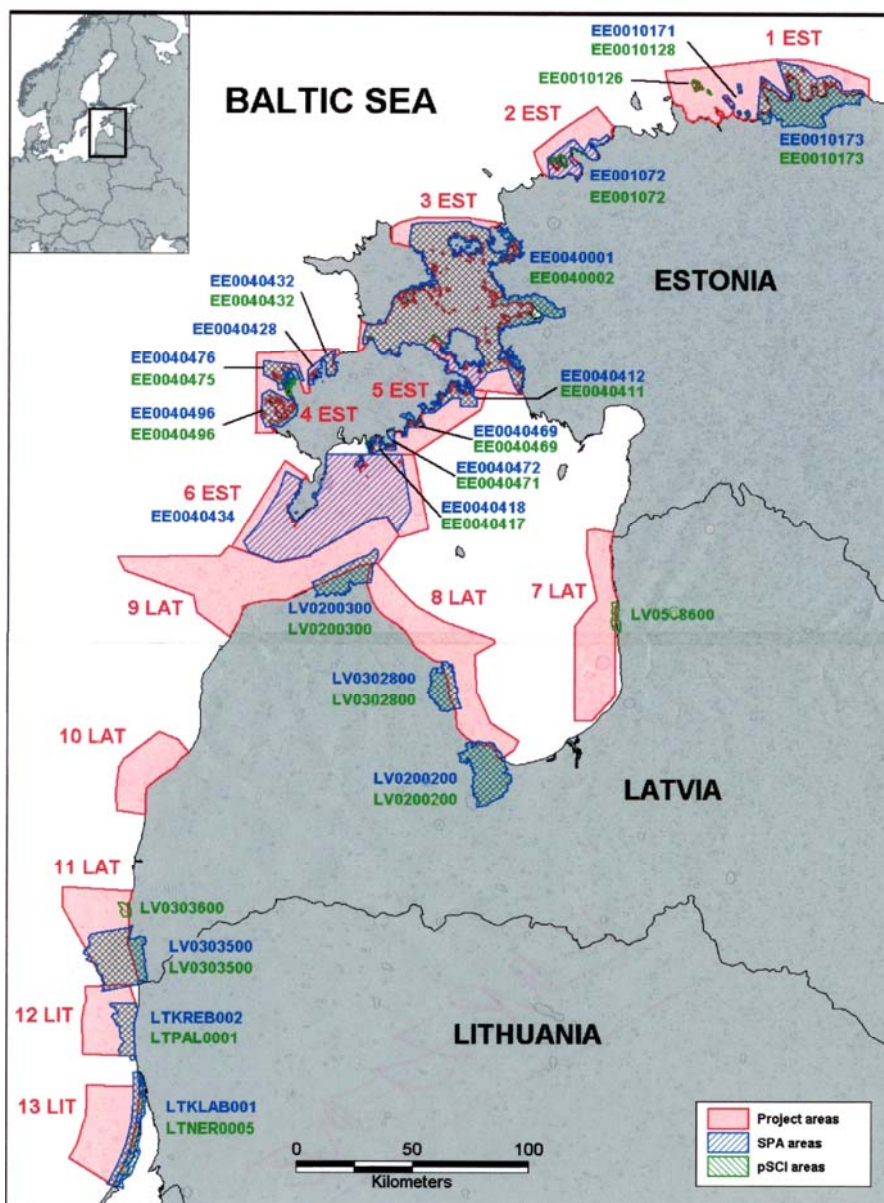 BALTIC SEA
EE0010171
EE0010128
1 EST
EE0010126
2 EST
EE0010173
EE0010173
EE001072
EE001072
3 EST
EE0040001
EE0040002
ESTONIA
EE0040432
EE0040432
EE0040428
EE0040476
EE0040475
5 EST
EE0040412
EE0040411
EE0040496
EE0040496
4 EST
EE0040469
EE0040469
EE0040472
EE0040471
6 EST
EE0040434
EE0040418
EE0040417
9 LAT
LV0200300
LV0200300
8 LAT
7 LAT
LV0508600
LV0302800
LV0302800
10 LAT
LV0200200
LV0200200
LATVIA
11 LAT
LV0303600
LV0303500
LV0303500
12 LIT
LTKREB002
LTPAL0001
LITHUANIA
13 LIT
LTKLAB001
LTNER0005
0 50 100
Kilometers
Project areas
SPA areas
pSCI areas